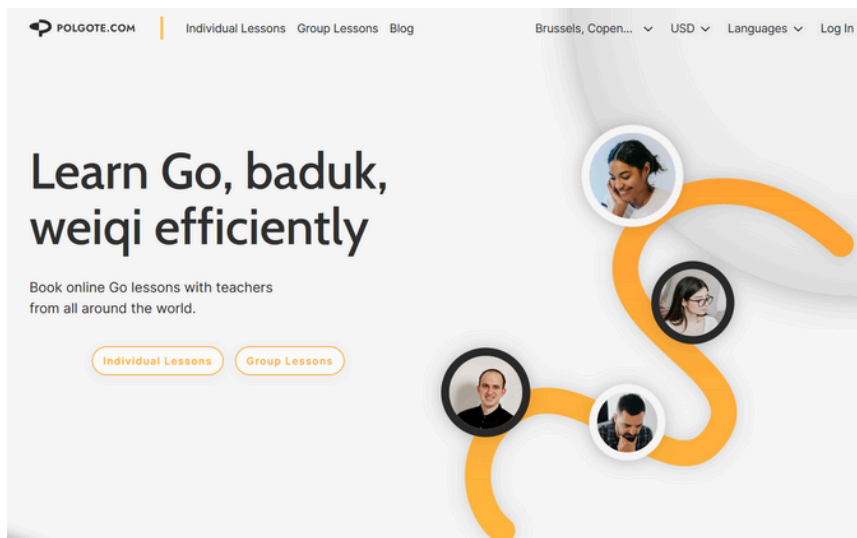 POLGOTE.COM Individual Lessons Group Lessons Blog Brussels, Copen... USD Languages Log In
Learn Go, baduk,
weiqi efficiently
Book online Go lessons with teachers
from all around the world.
Individual Lessons Group Lessons